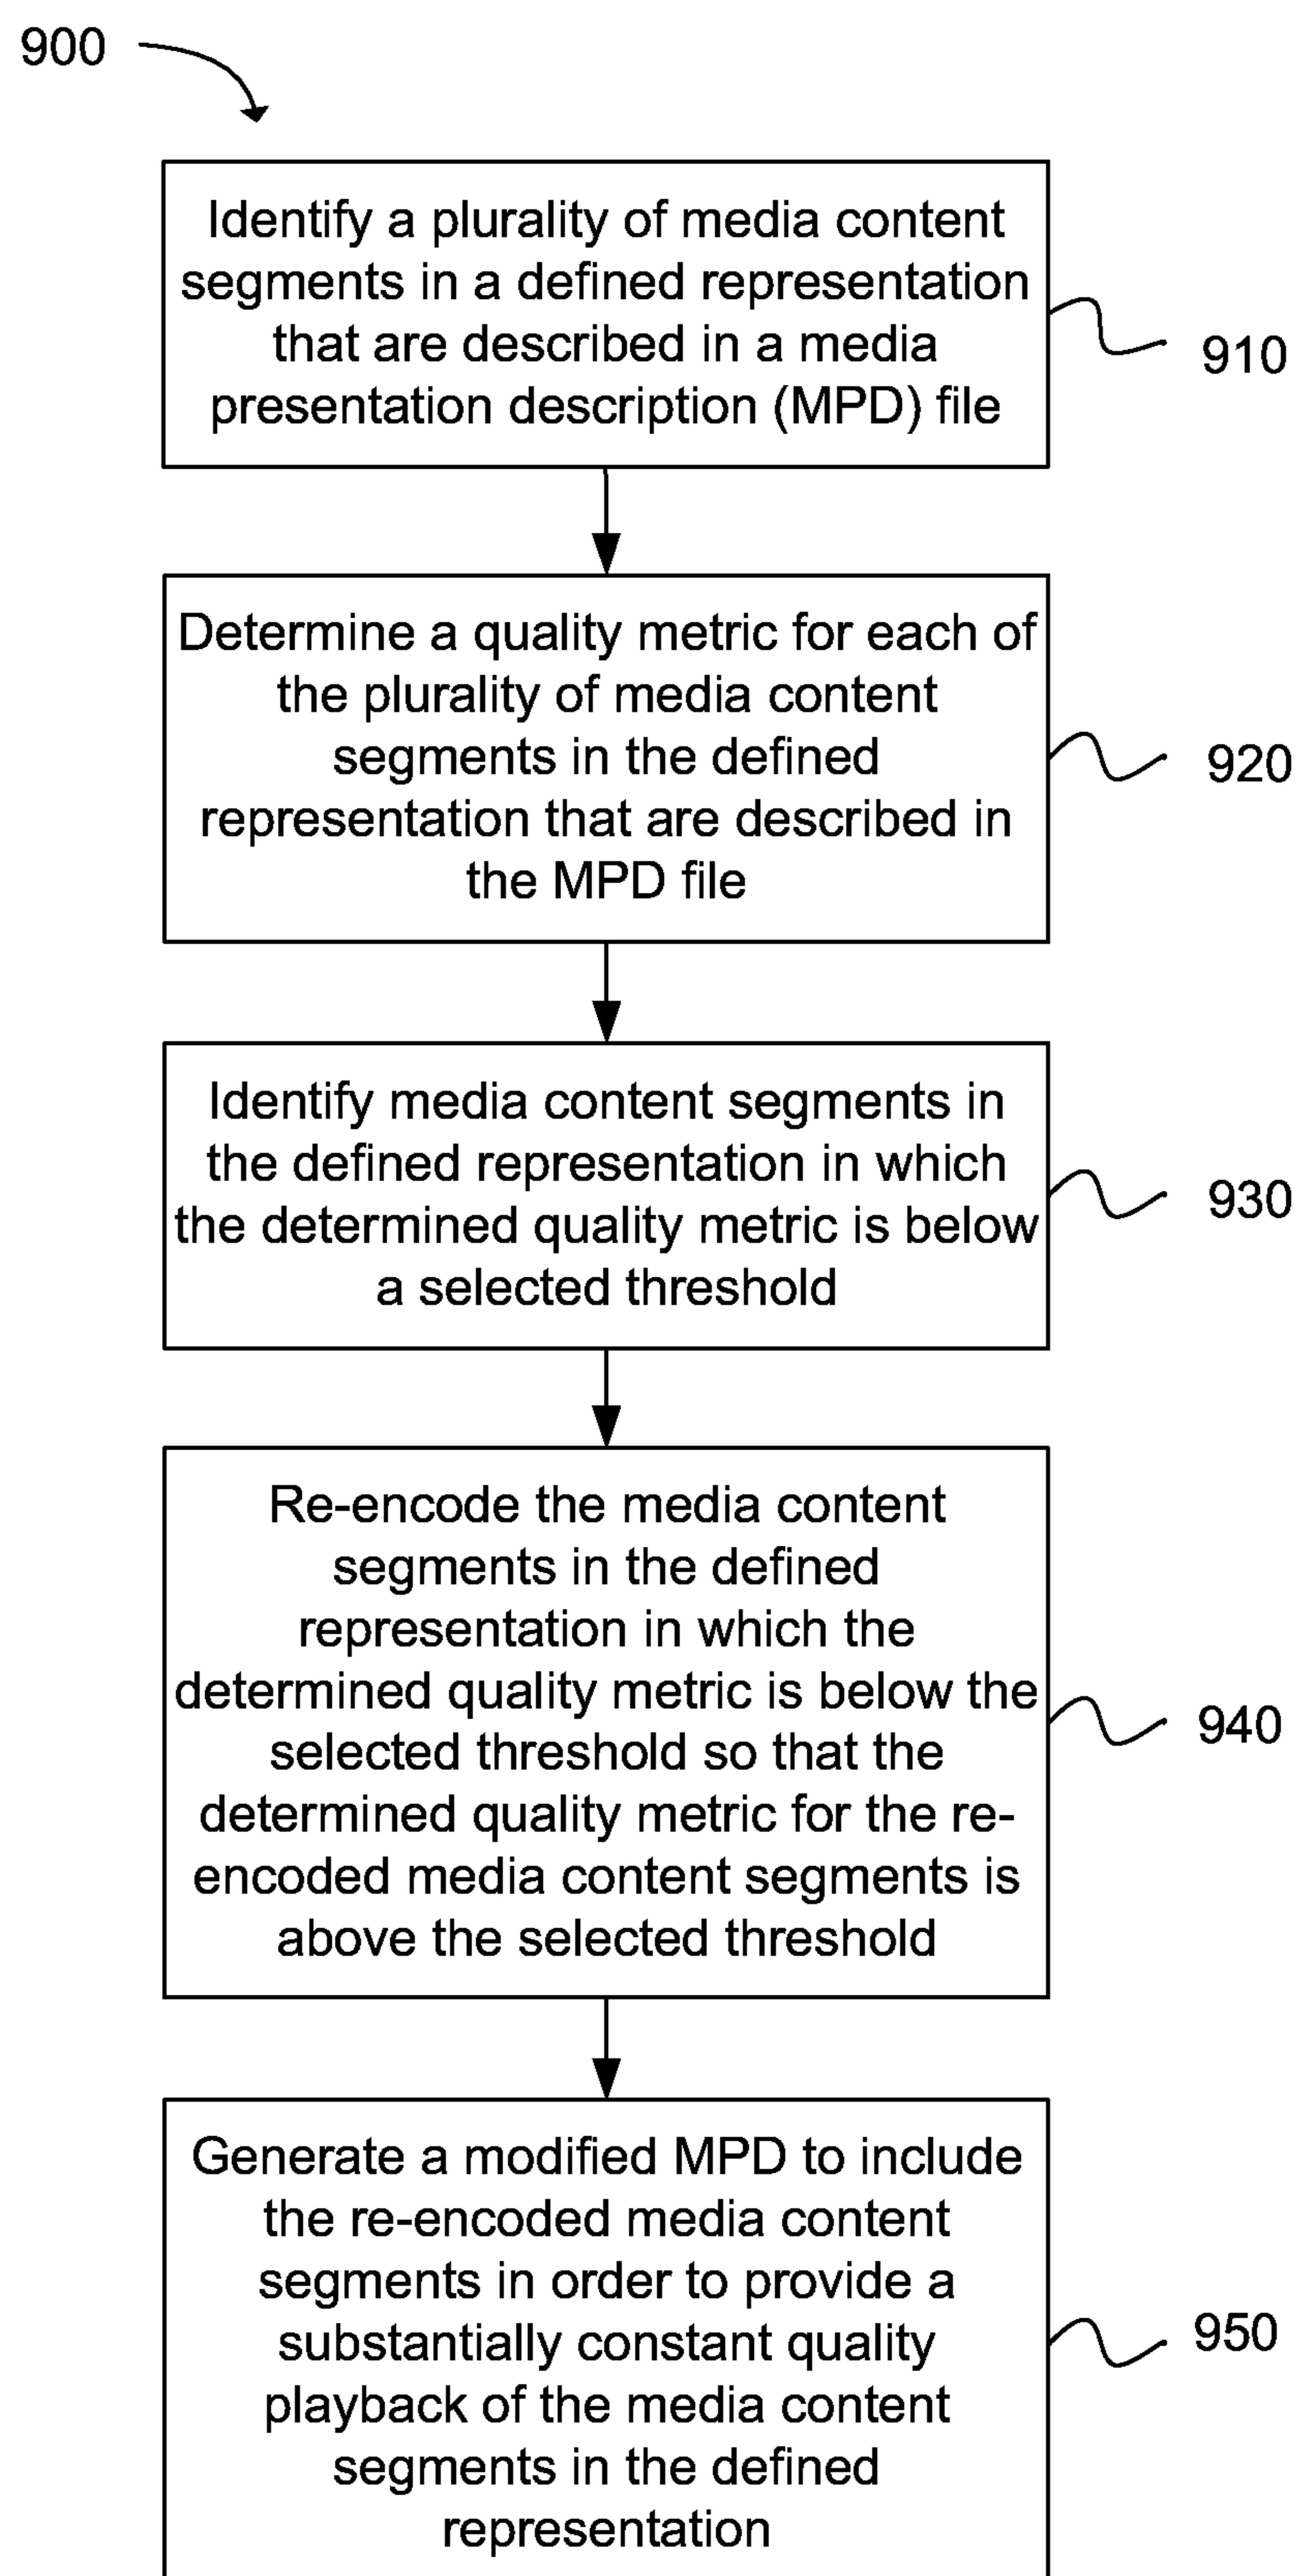 900
Identify a plurality of media content
segments in a defined representation
that are described in a media
presentation description (MPD) file
910
Determine a quality metric for each of
the plurality of media content
segments in the defined
representation that are described in
the MPD file
920
Identify media content segments in
the defined representation in which
the determined quality metric is below
a selected threshold
930
Re-encode the media content
segments in the defined
representation in which the
determined quality metric is below the
selected threshold so that the
determined quality metric for the re-
encoded media content segments is
above the selected threshold
940
Generate a modified MPD to include
the re-encoded media content
segments in order to provide a
substantially constant quality
playback of the media content
segments in the defined
representation
950